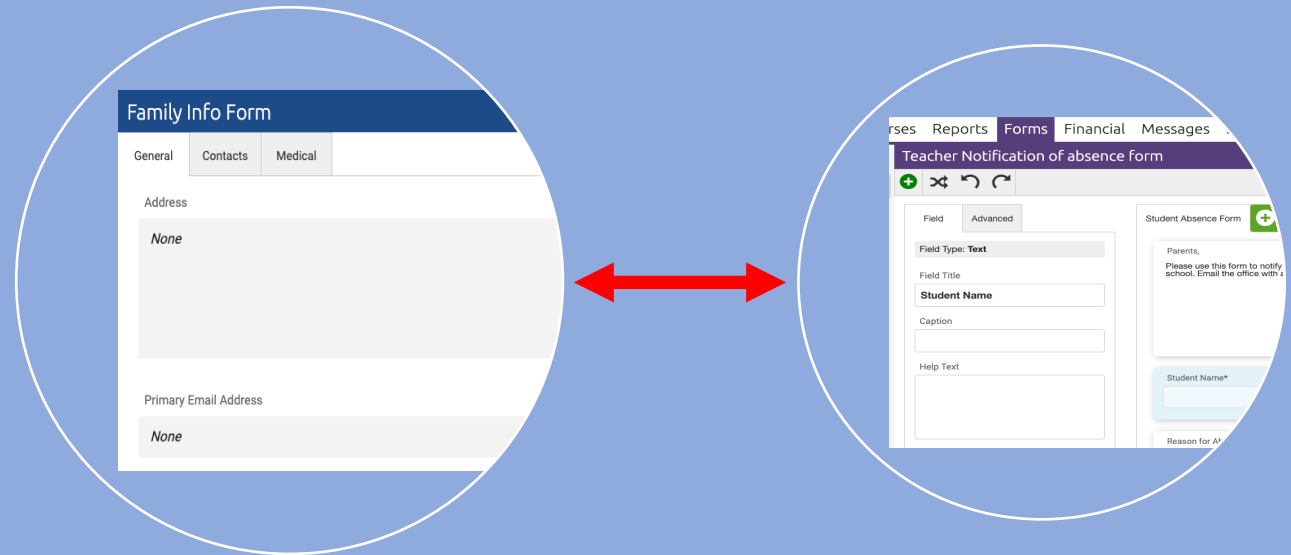 Family Info Form
General Contacts Medical
Address
None
Primary Email Address
None
Reports Forms Financial Messages
Teacher Notification of absence form
Field Advanced
Student Absence Form
Field Type: Text
Field Title
Student Name
Caption
Help Text
Parents,
Please use this form to notify
school. Email the office with
Student Name*
Reason for